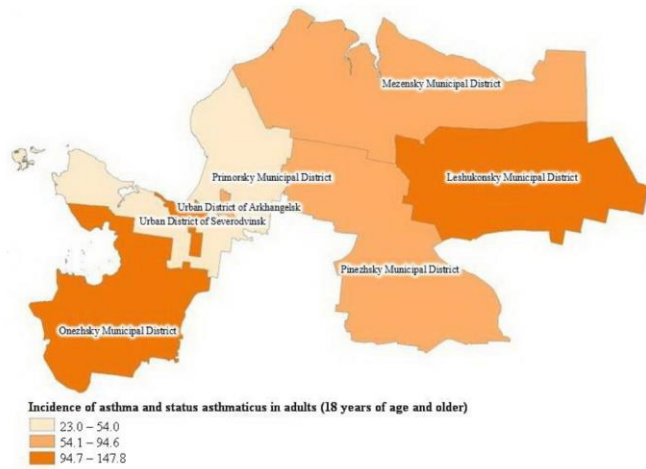 Mezensky Municipal District
Primorsky Municipal District
Leshukonsky Municipal District
Urban District of Arkhangelsk
Urban District of Severodvinsk
Pinezhsky Municipal District
Onezhsky Municipal District
Incidence of asthma and status asthmaticus in adults (18 years of age and older)
23.0 – 54.0
54.1 – 94.6
94.7 - 147.8